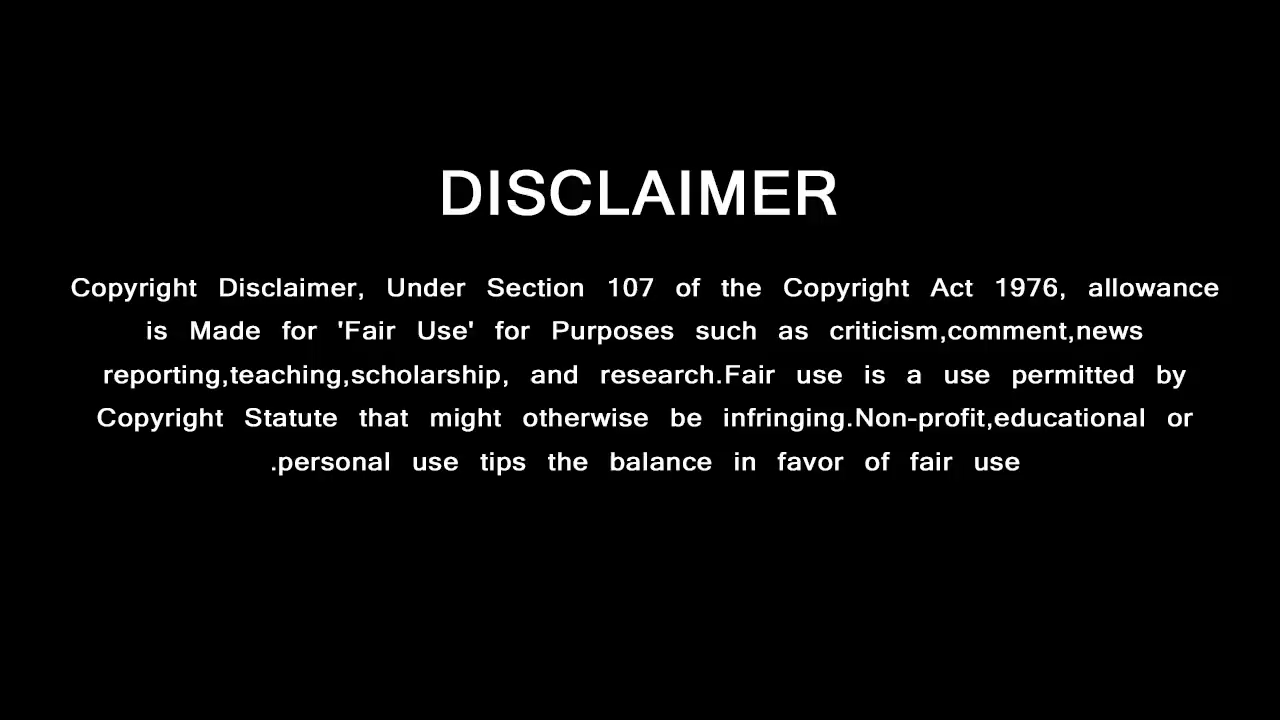 DISCLAIMER
Copyright Disclaimer, Under Section 107 of the Copyright Act 1976, allowance
is Made for 'Fair Use' for Purposes such as criticism,comment,news
reporting,teaching,scholarship, and research.Fair use is a use permitted by
Copyright Statute that might otherwise be infringing.Non-profit,educational or
.personal use tips the balance in favor of fair use